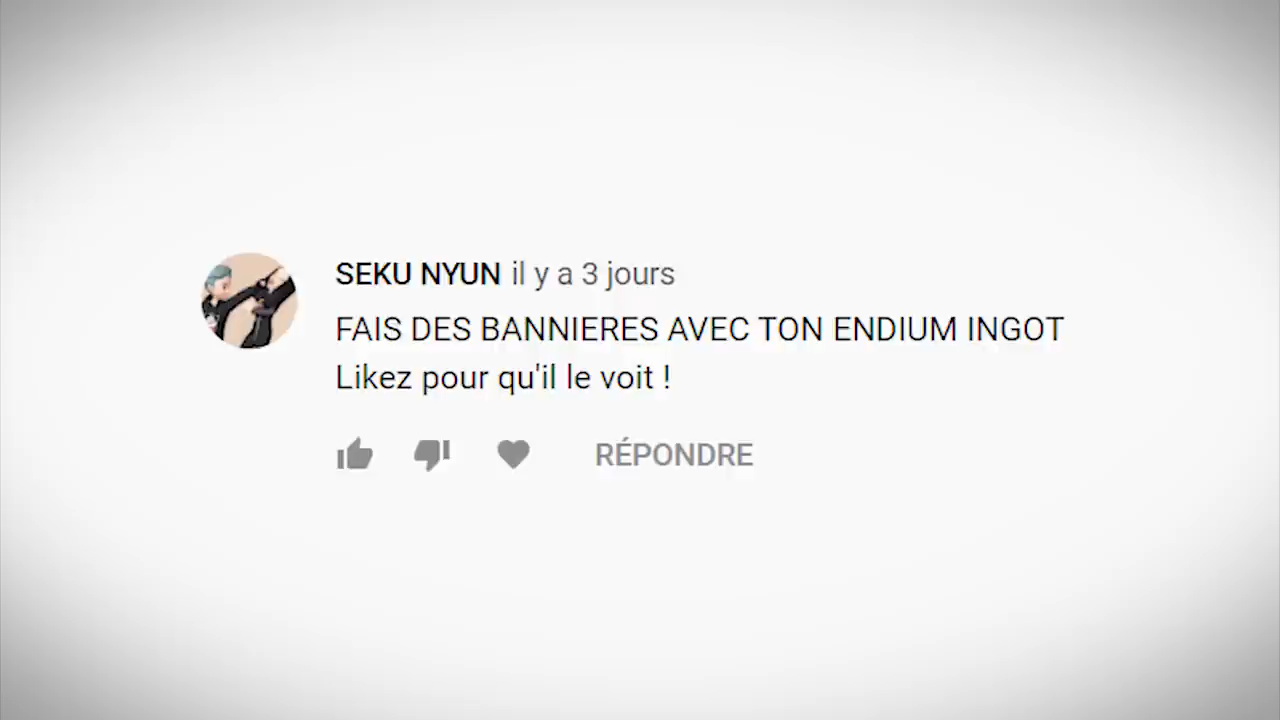 SEKU NYUN il y a 3 jours
FAIS DES BANNIERES AVEC TON ENDIUM INGOT
Likez pour qu'il le voit !
RÉPONDRE